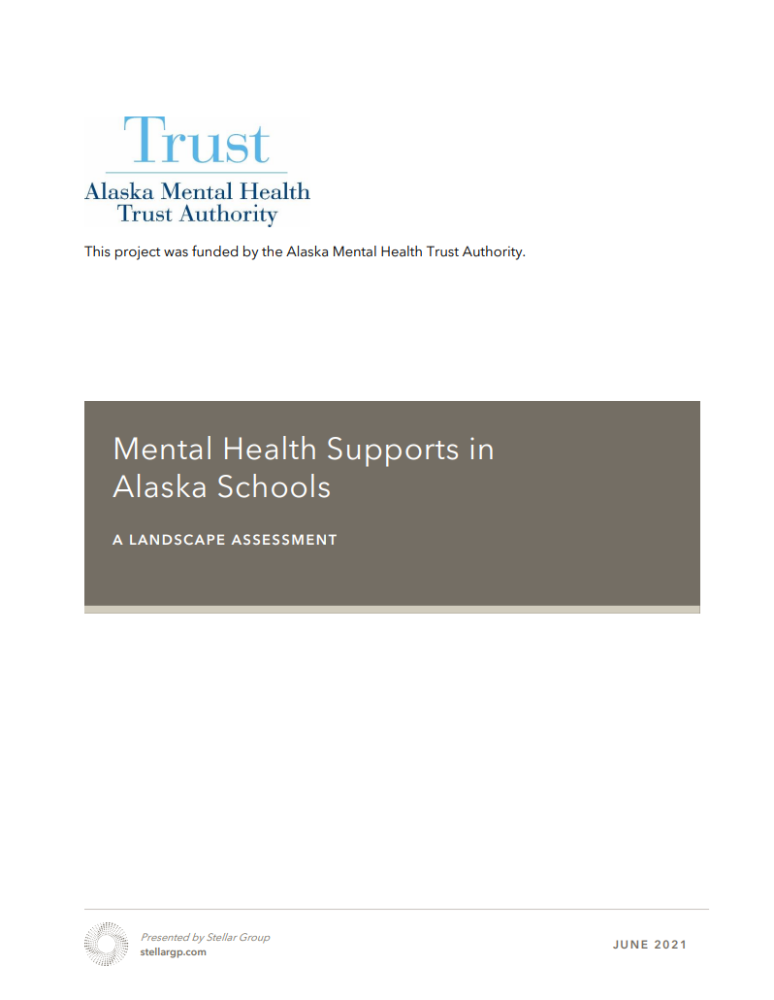 Trust
Alaska Mental Health
Trust Authority
This project was funded by the Alaska Mental Health Trust Authority.
Mental Health Supports in
Alaska Schools
A LANDSCAPE ASSESSMENT
Presented by Stellar Group
stellargp.com
JUNE 2021